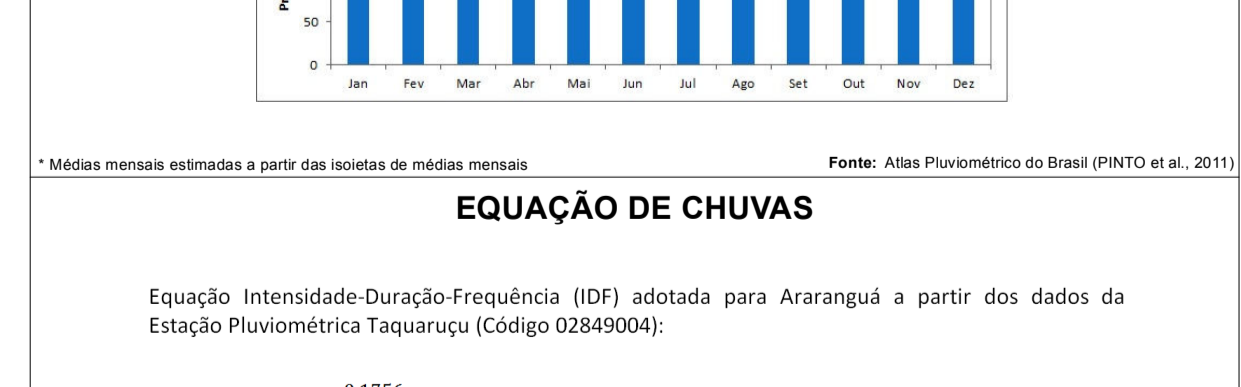 50
0
Jan Fev Mar Abr Mai Jun Jul Ago Set Out Nov Dez
* Médias mensais estimadas a partir das isoietas de médias mensais
Fonte: Atlas Pluviométrico do Brasil (PINTO et al., 2011)
EQUAÇÃO DE CHUVAS
Equação Intensidade-Duração-Frequência (IDF) adotada para Araranguá a partir dos dados da
Estação Pluviométrica Taquaruçu (Código 02849004):